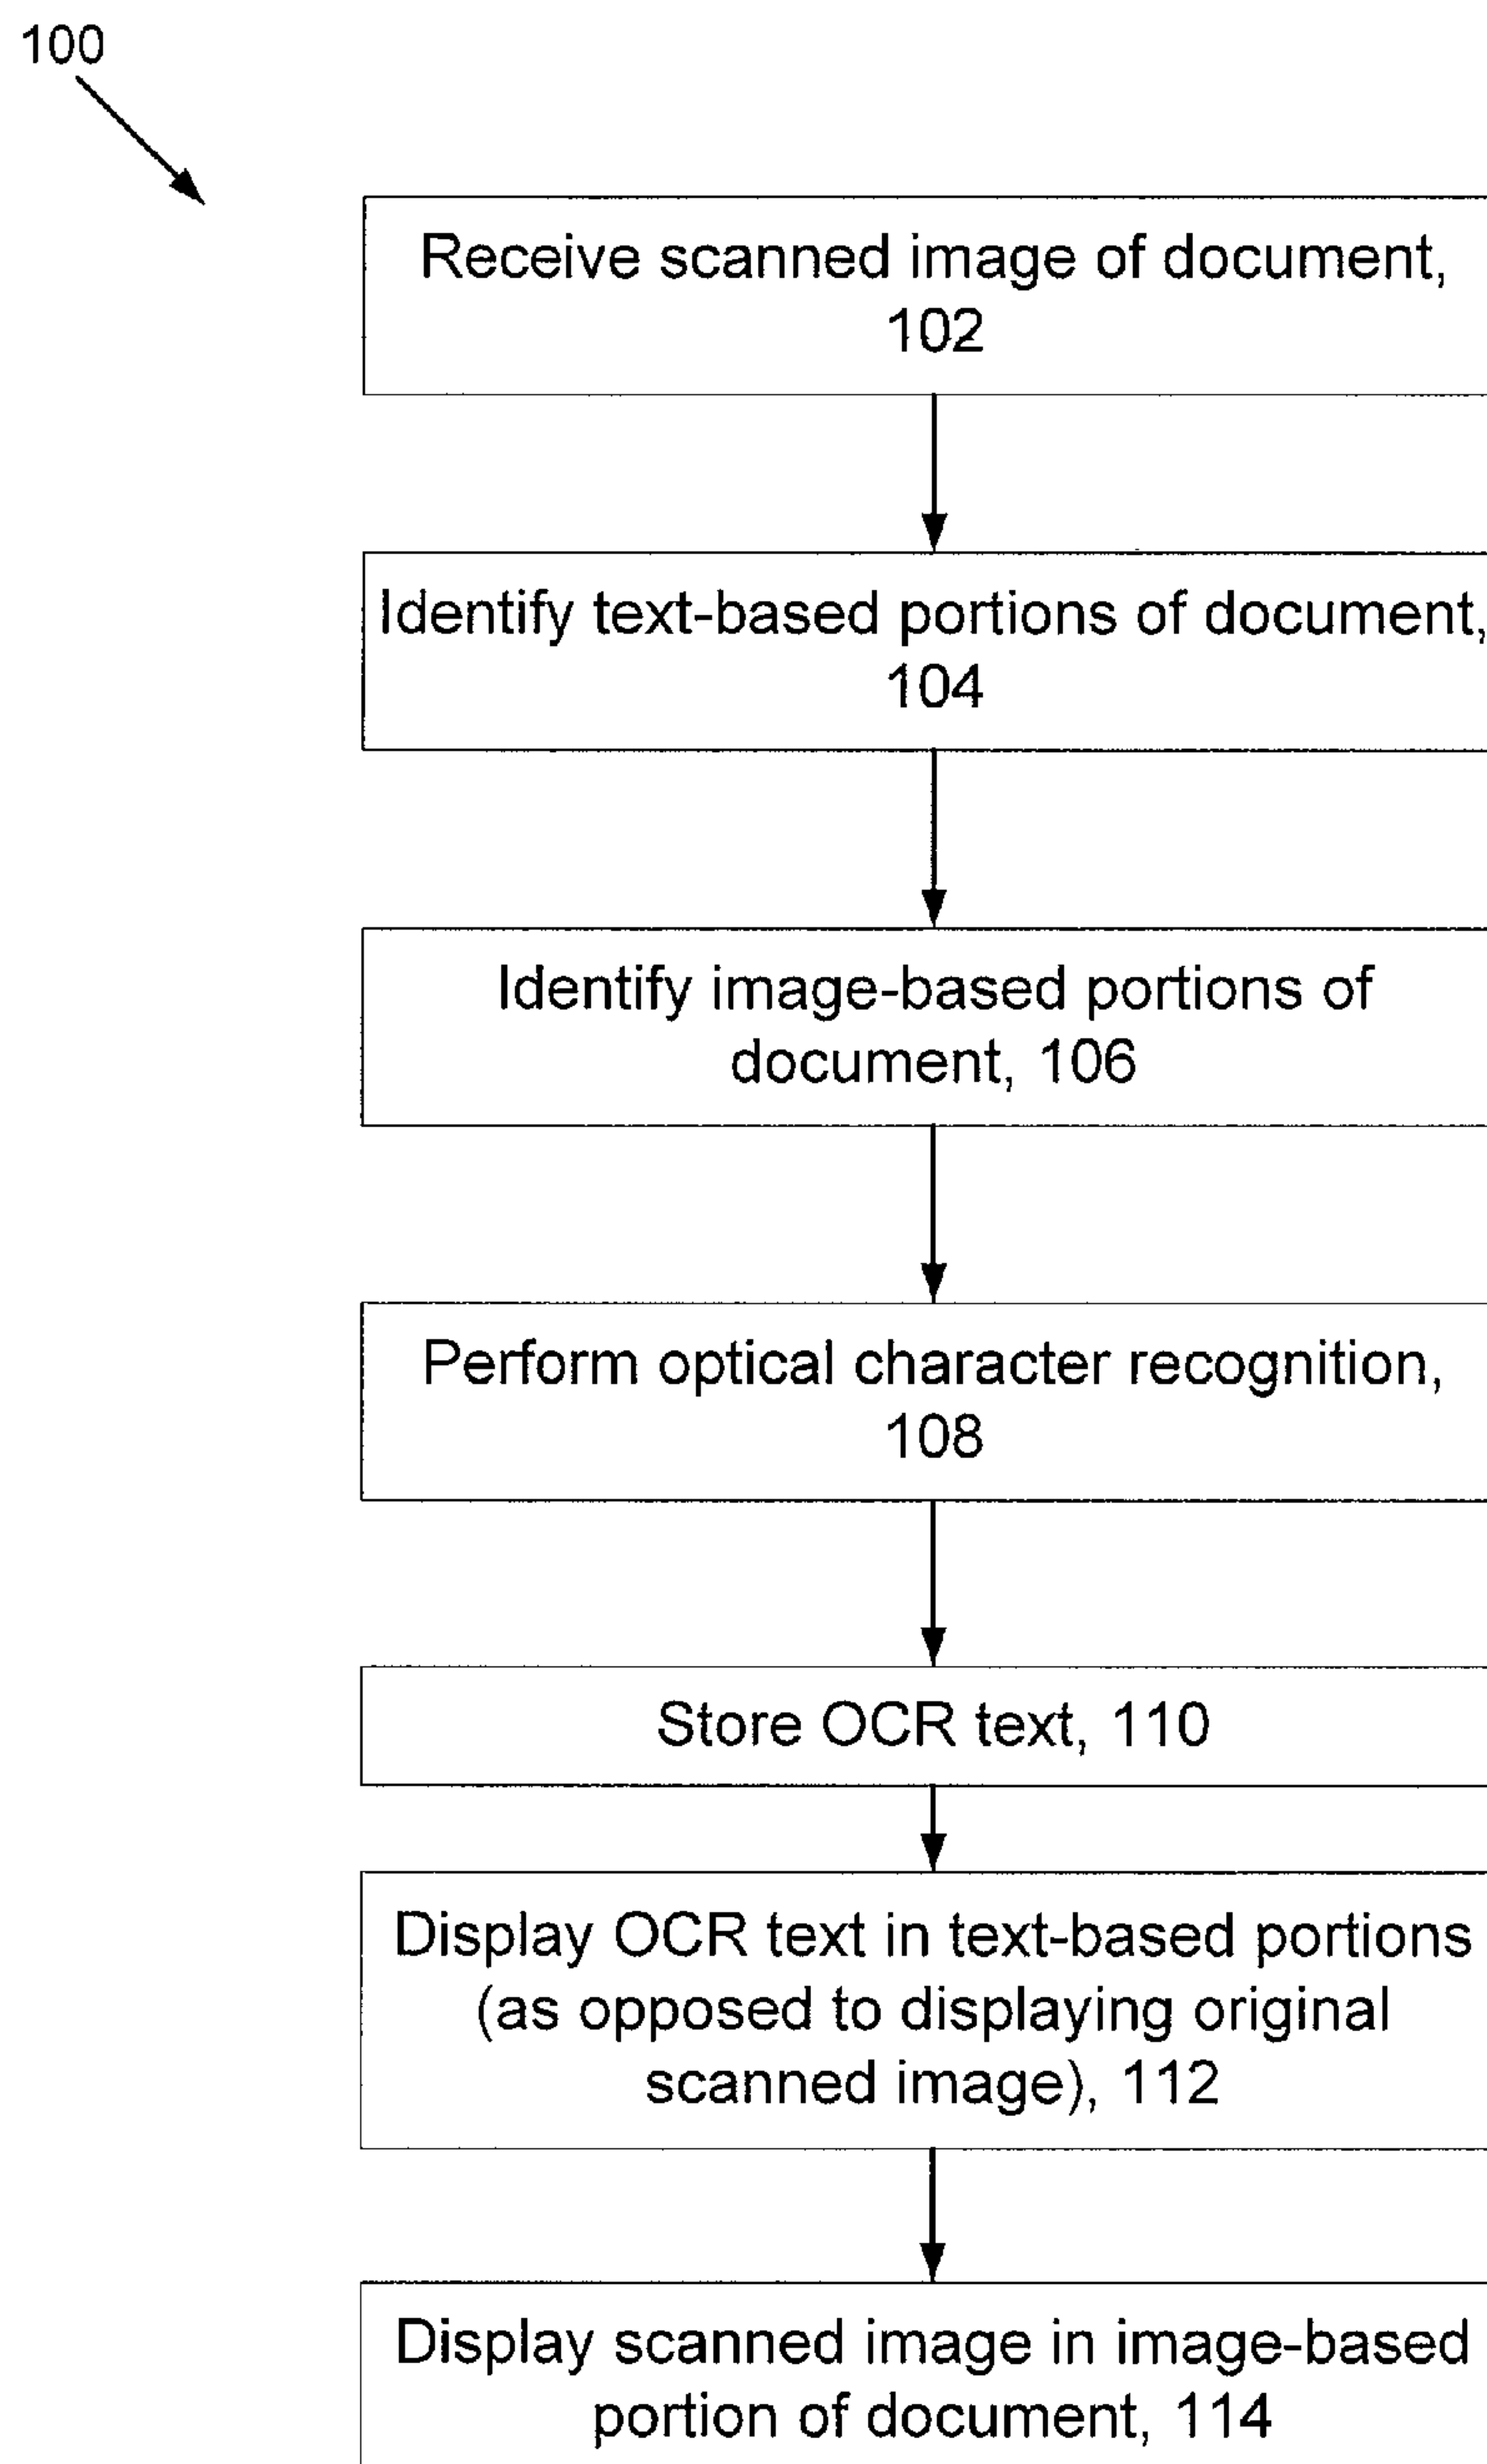 100
Receive scanned image of document,
102
Identify text-based portions of document,
104
Identify image-based portions of
document, 106
Perform optical character recognition,
108
Store OCR text, 110
Display OCR text in text-based portions
(as opposed to displaying original
scanned image), 112
Display scanned image in image-based
portion of document, 114